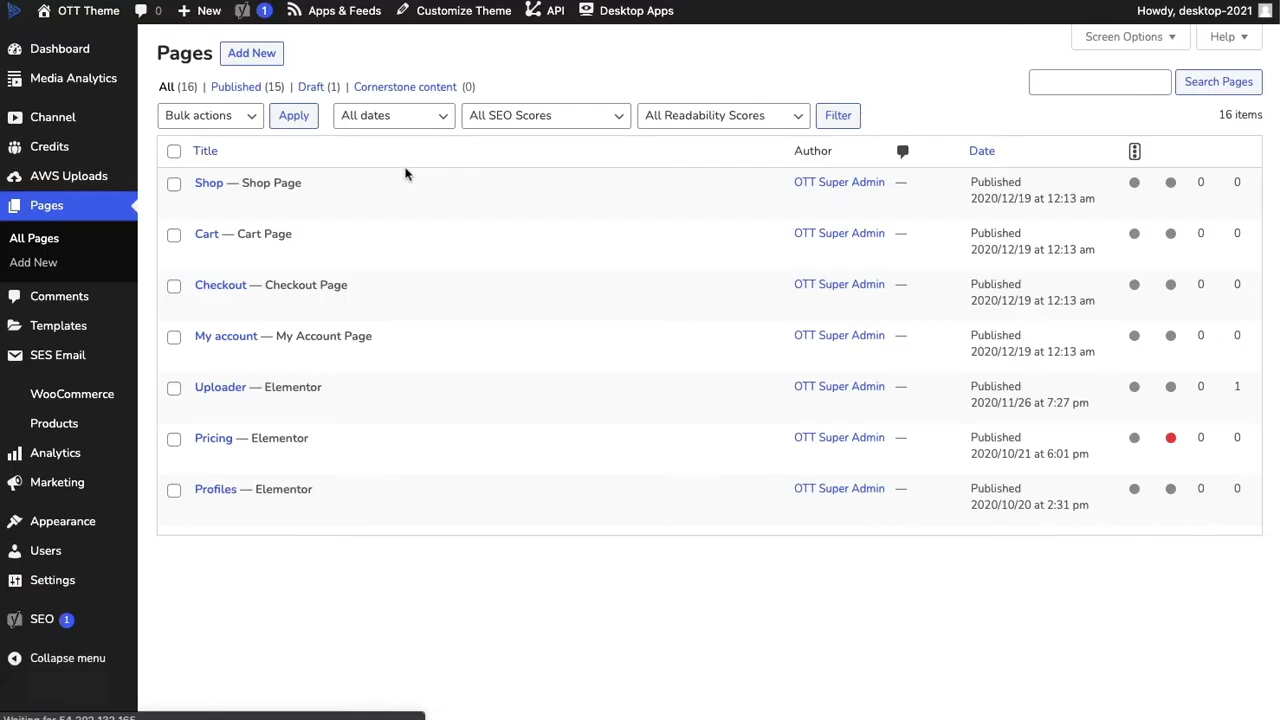 OTT Theme 0 New 1 Apps & Feeds Customize Theme API Desktop Apps Howdy, desktop-2021
Screen Options Help
Dashboard
Media Analytics
Channel
Credits
AWS Uploads
Pages
All Pages
Add New
Comments
Templates
SES Email
WooCommerce
Products
Analytics
Marketing
Appearance
Users
Settings
SEO 1
Collapse menu
Pages Add New
All (16) | Published (15) | Draft (1) | Cornerstone content (0)
Search Pages
Bulk actions Apply All dates All SEO Scores All Readability Scores Filter 16 items
Title Author Date
Shop — Shop Page OTT Super Admin — Published 0 0
2020/12/19 at 12:13 am
Cart — Cart Page OTT Super Admin — Published 0 0
2020/12/19 at 12:13 am
Checkout — Checkout Page OTT Super Admin — Published 0 0
2020/12/19 at 12:13 am
My account — My Account Page OTT Super Admin — Published 0 0
2020/12/19 at 12:13 am
Uploader — Elementor OTT Super Admin — Published 0 1
2020/11/26 at 7:27 pm
Pricing — Elementor OTT Super Admin — Published 0 0
2020/10/21 at 6:01 pm
Profiles — Elementor OTT Super Admin — Published 0 0
2020/10/20 at 2:31 pm